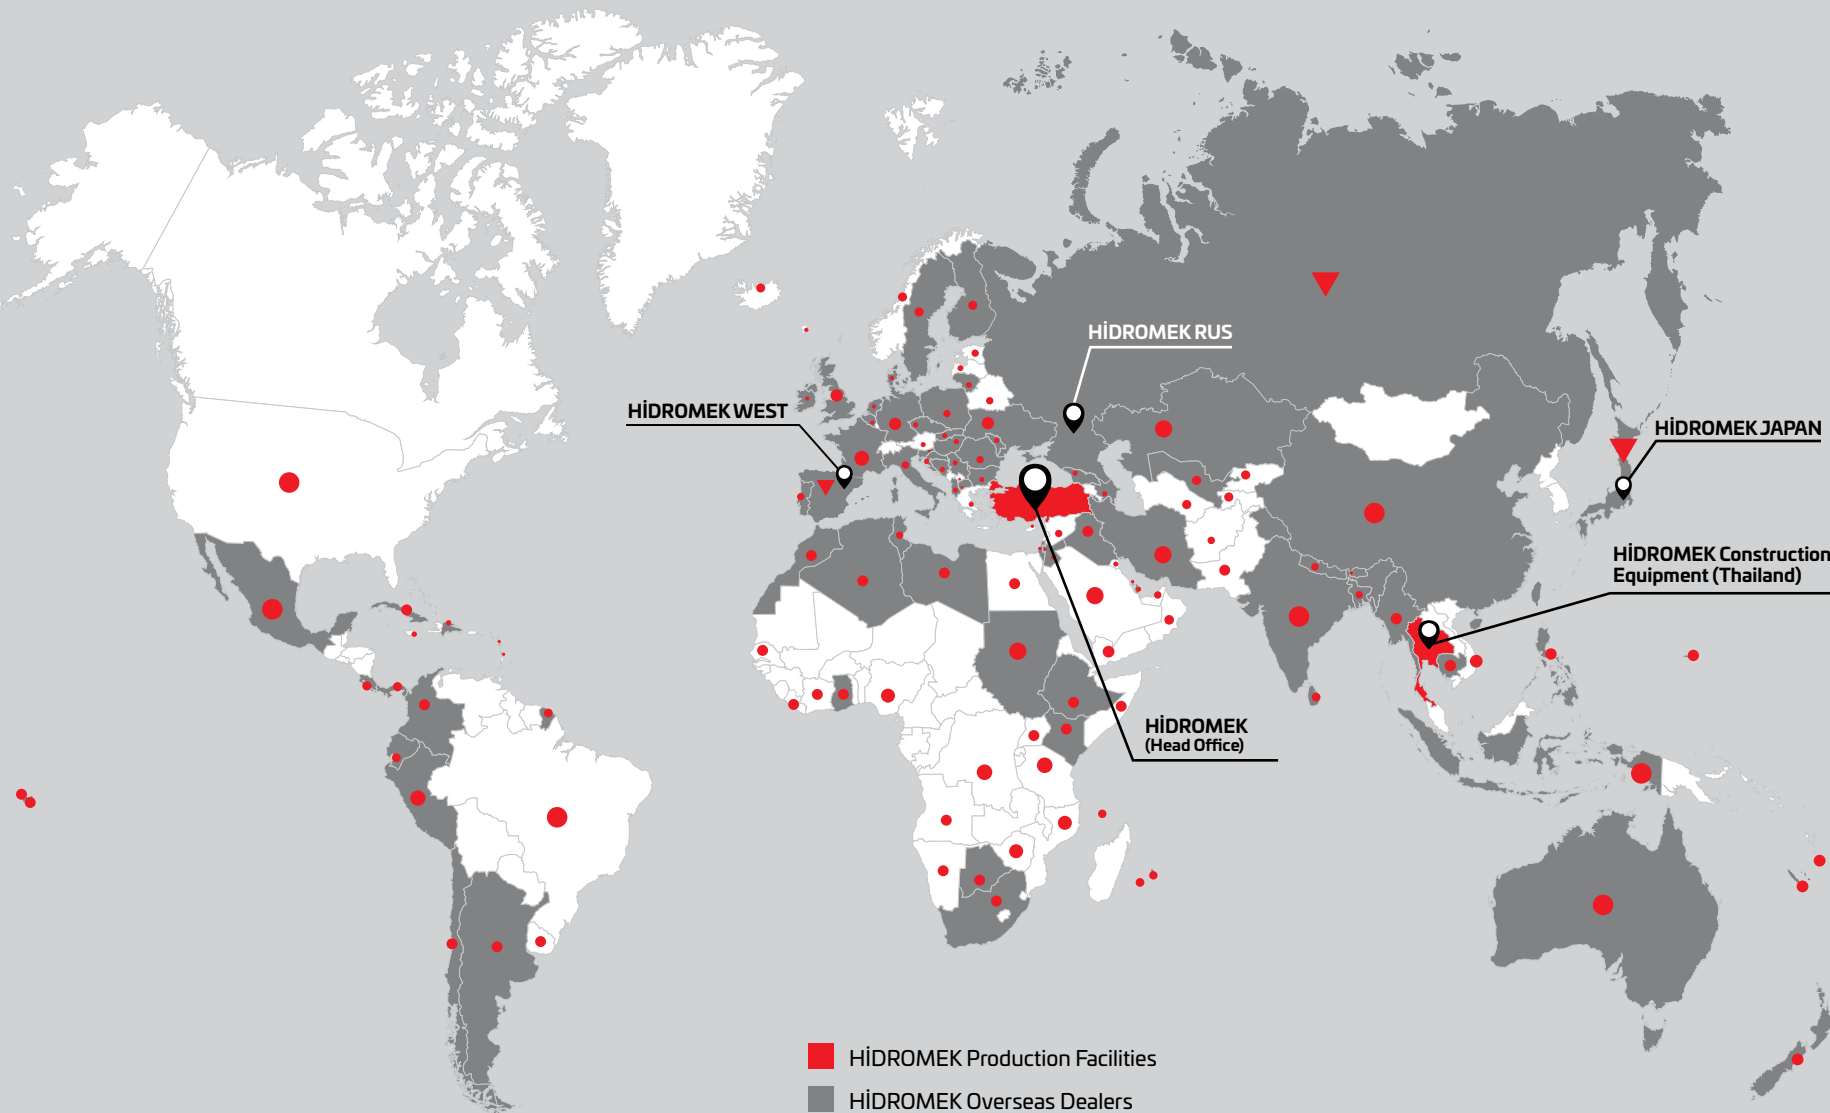 HİDROMEK RUS
HİDROMEK WEST
HİDROMEK JAPAN
HİDROMEK Construction
Equipment (Thailand)
HİDROMEK
(Head Office)
HİDROMEK Production Facilities
HİDROMEK Overseas Dealers